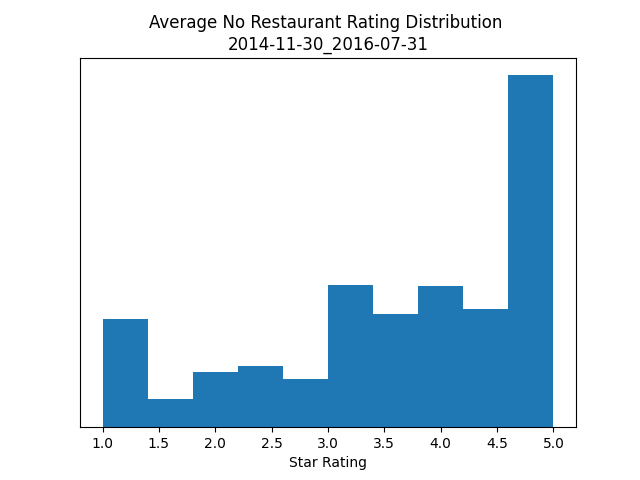 Average No Restaurant Rating Distribution
2014-11-30_2016-07-31
1.0 1.5 2.0 2.5 3.0 3.5 4.0 4.5 5.0
Star Rating